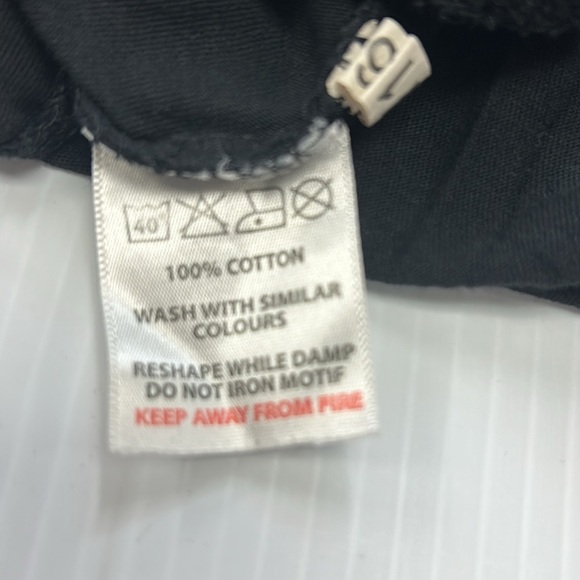 40°
100% COTTON
WASH WITH SIMILAR
COLOURS
RESHAPE WHILE DAMP
DO NOT IRON MOTIF
KEEP AWAY FROM FIRE